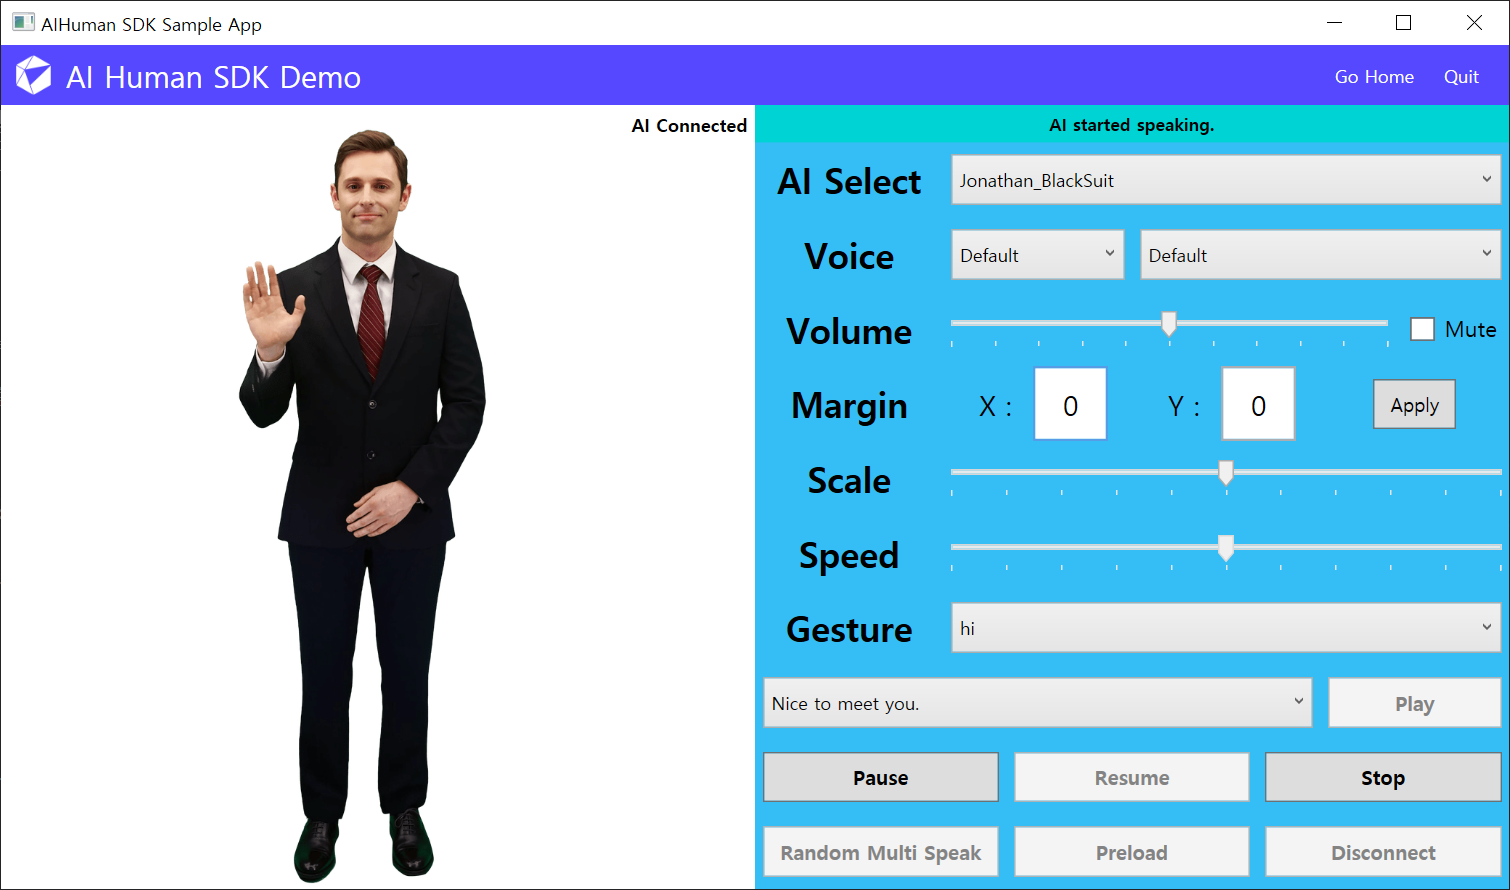 AIHuman SDK Sample App
AI Human SDK Demo
Go Home Quit
AI Connected
AI started speaking.
AI Select Jonathan_BlackSuit
Voice Default Default
Volume Mute
Margin X : 0 Y : 0 Apply
Scale
Speed
Gesture hi
Nice to meet you. Play
Pause Resume Stop
Random Multi Speak Preload Disconnect